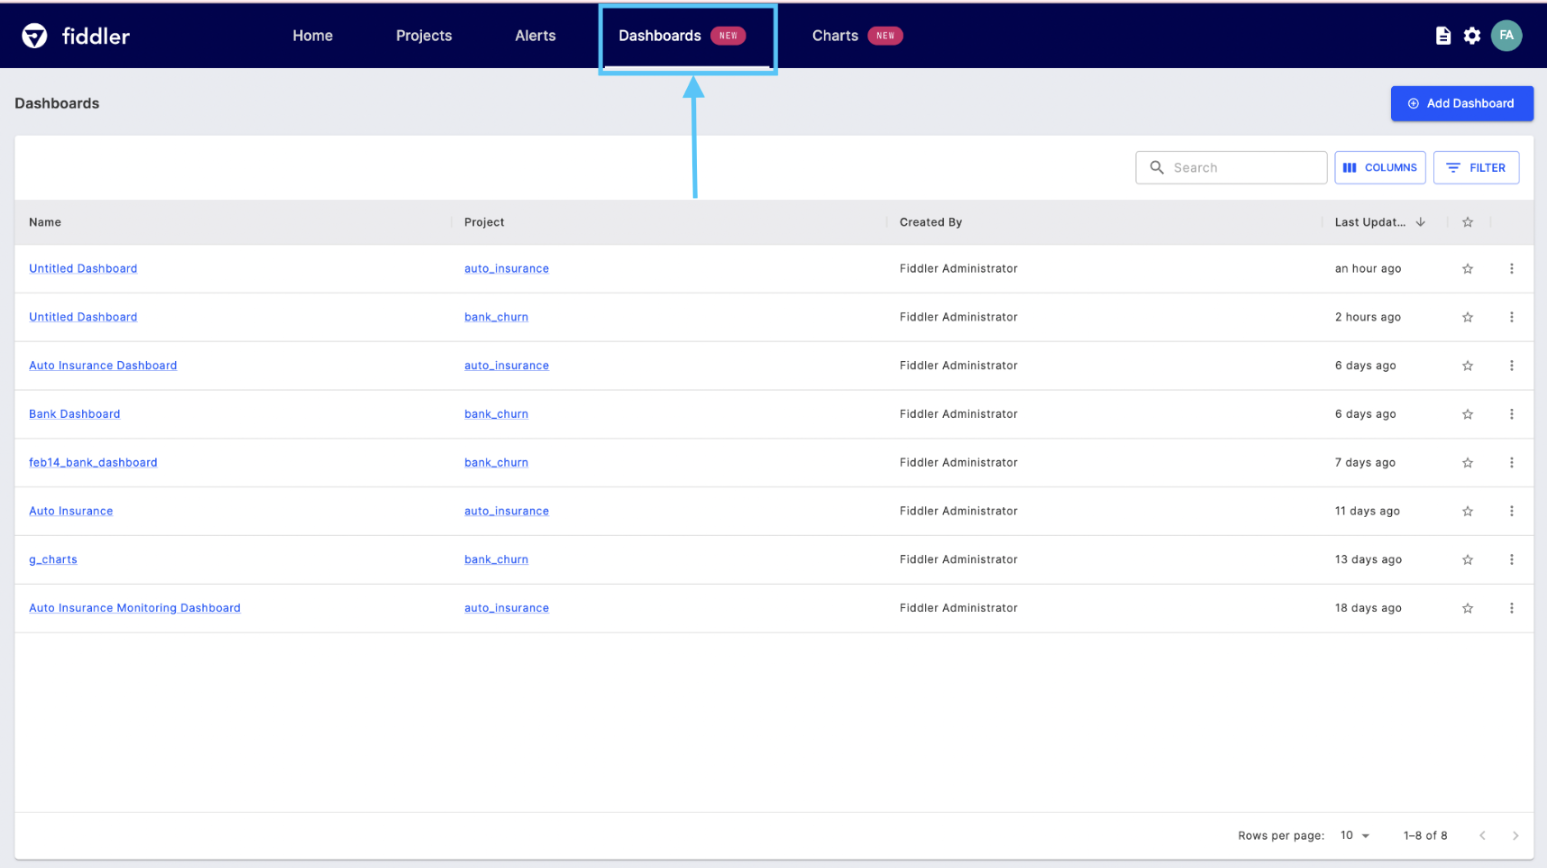 fiddler Home Projects Alerts Dashboards NEW Charts NEW FA
Dashboards Add Dashboard
Search COLUMNS FILTER
Name Project Created By Last Updat...
Untitled Dashboard auto_insurance Fiddler Administrator an hour ago
Untitled Dashboard bank_churn Fiddler Administrator 2 hours ago
Auto Insurance Dashboard auto_insurance Fiddler Administrator 6 days ago
Bank Dashboard bank_churn Fiddler Administrator 6 days ago
feb14_bank_dashboard bank_churn Fiddler Administrator 7 days ago
Auto Insurance auto_insurance Fiddler Administrator 11 days ago
g_charts bank_churn Fiddler Administrator 13 days ago
Auto Insurance Monitoring Dashboard auto_insurance Fiddler Administrator 18 days ago
Rows per page: 10 1–8 of 8